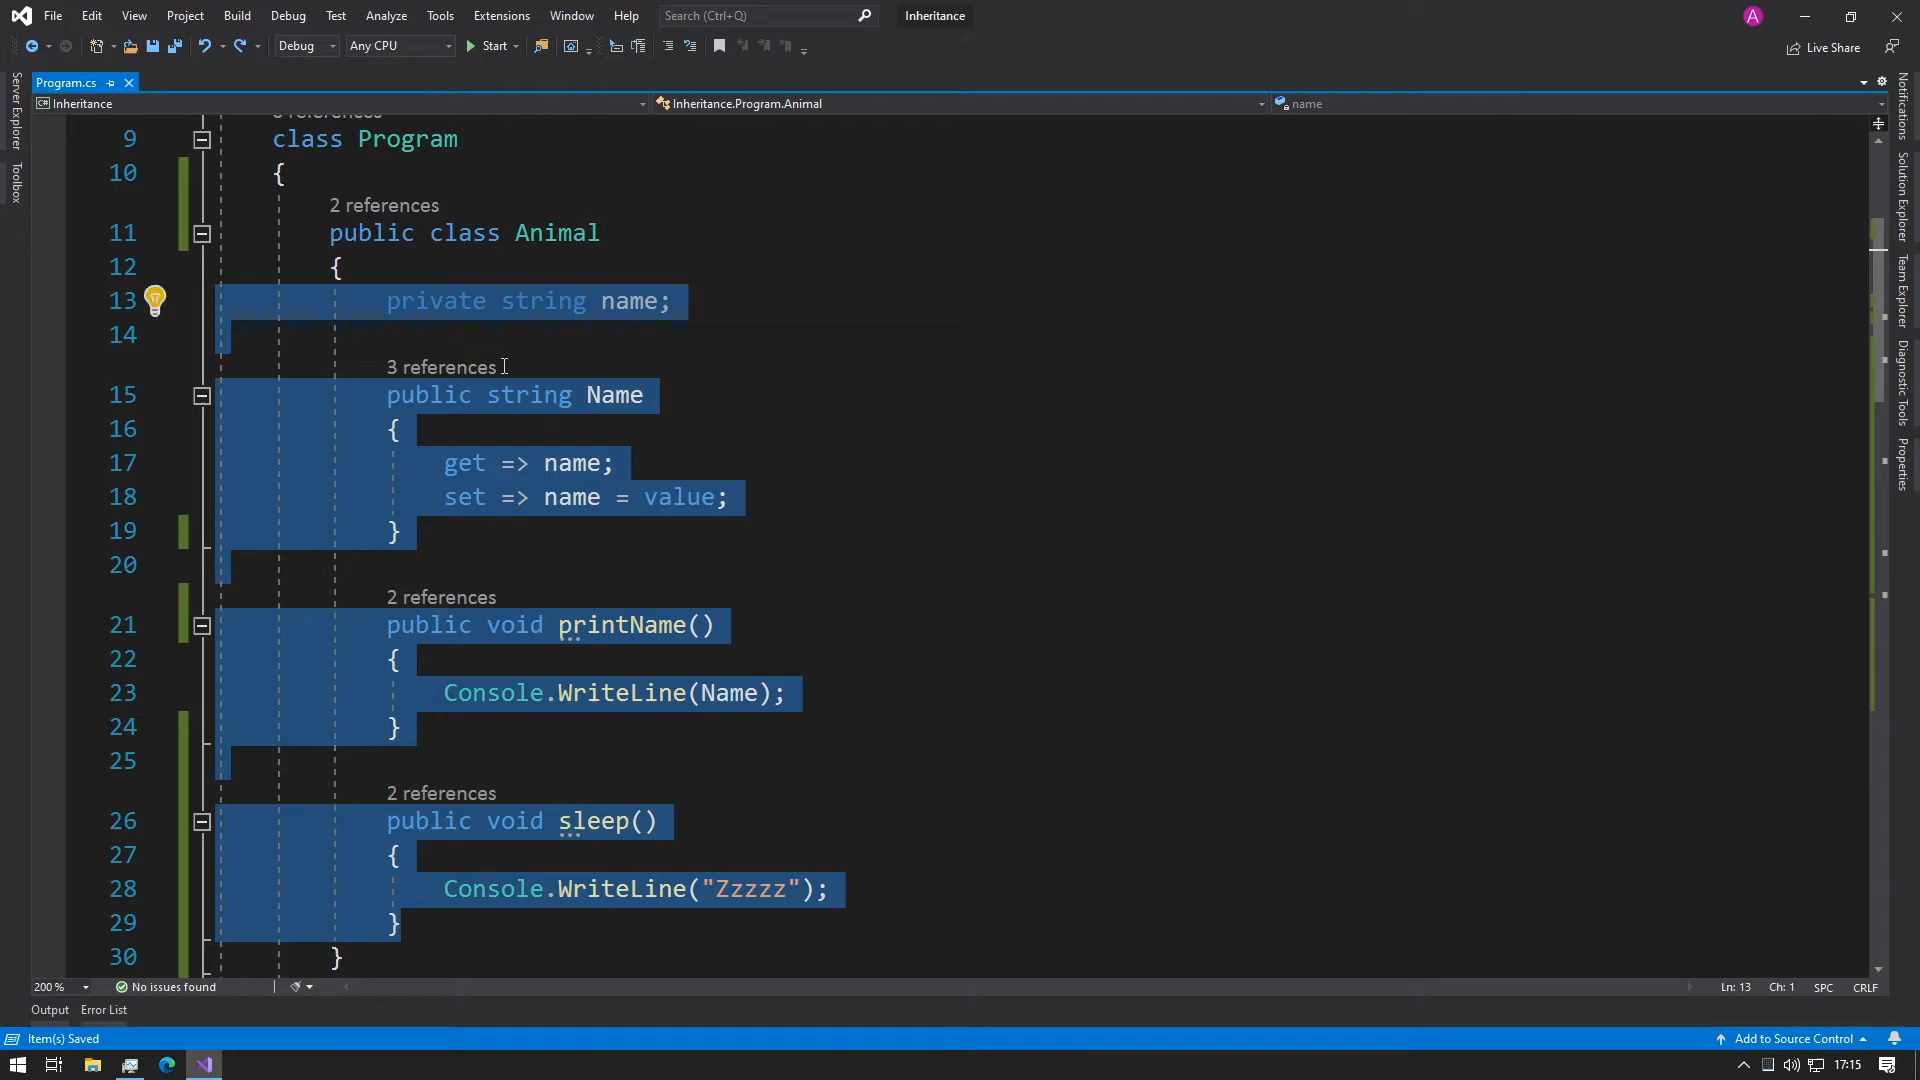 File Edit View Project Build Debug Test Analyze Tools Extensions Window Help Search (Ctrl+Q) Inheritance A
Debug Any CPU Start Live Share
Program.cs
C# Inheritance Inheritance.Program.Animal name
Server Explorer
Toolbox
Notifications
Solution Explorer
Team Explorer
Diagnostic Tools
Properties
9 class Program
10 {
2 references
11 public class Animal
12 {
13 private string name;
14
3 references
15 public string Name
16 {
17 get => name;
18 set => name = value;
19 }
20
2 references
21 public void printName()
22 {
23 Console.WriteLine(Name);
24 }
25
2 references
26 public void sleep()
27 {
28 Console.WriteLine("Zzzzz");
29 }
30 }
200 % No issues found Ln: 13 Ch: 1 SPC CRLF
Output Error List
Item(s) Saved Add to Source Control
17:15